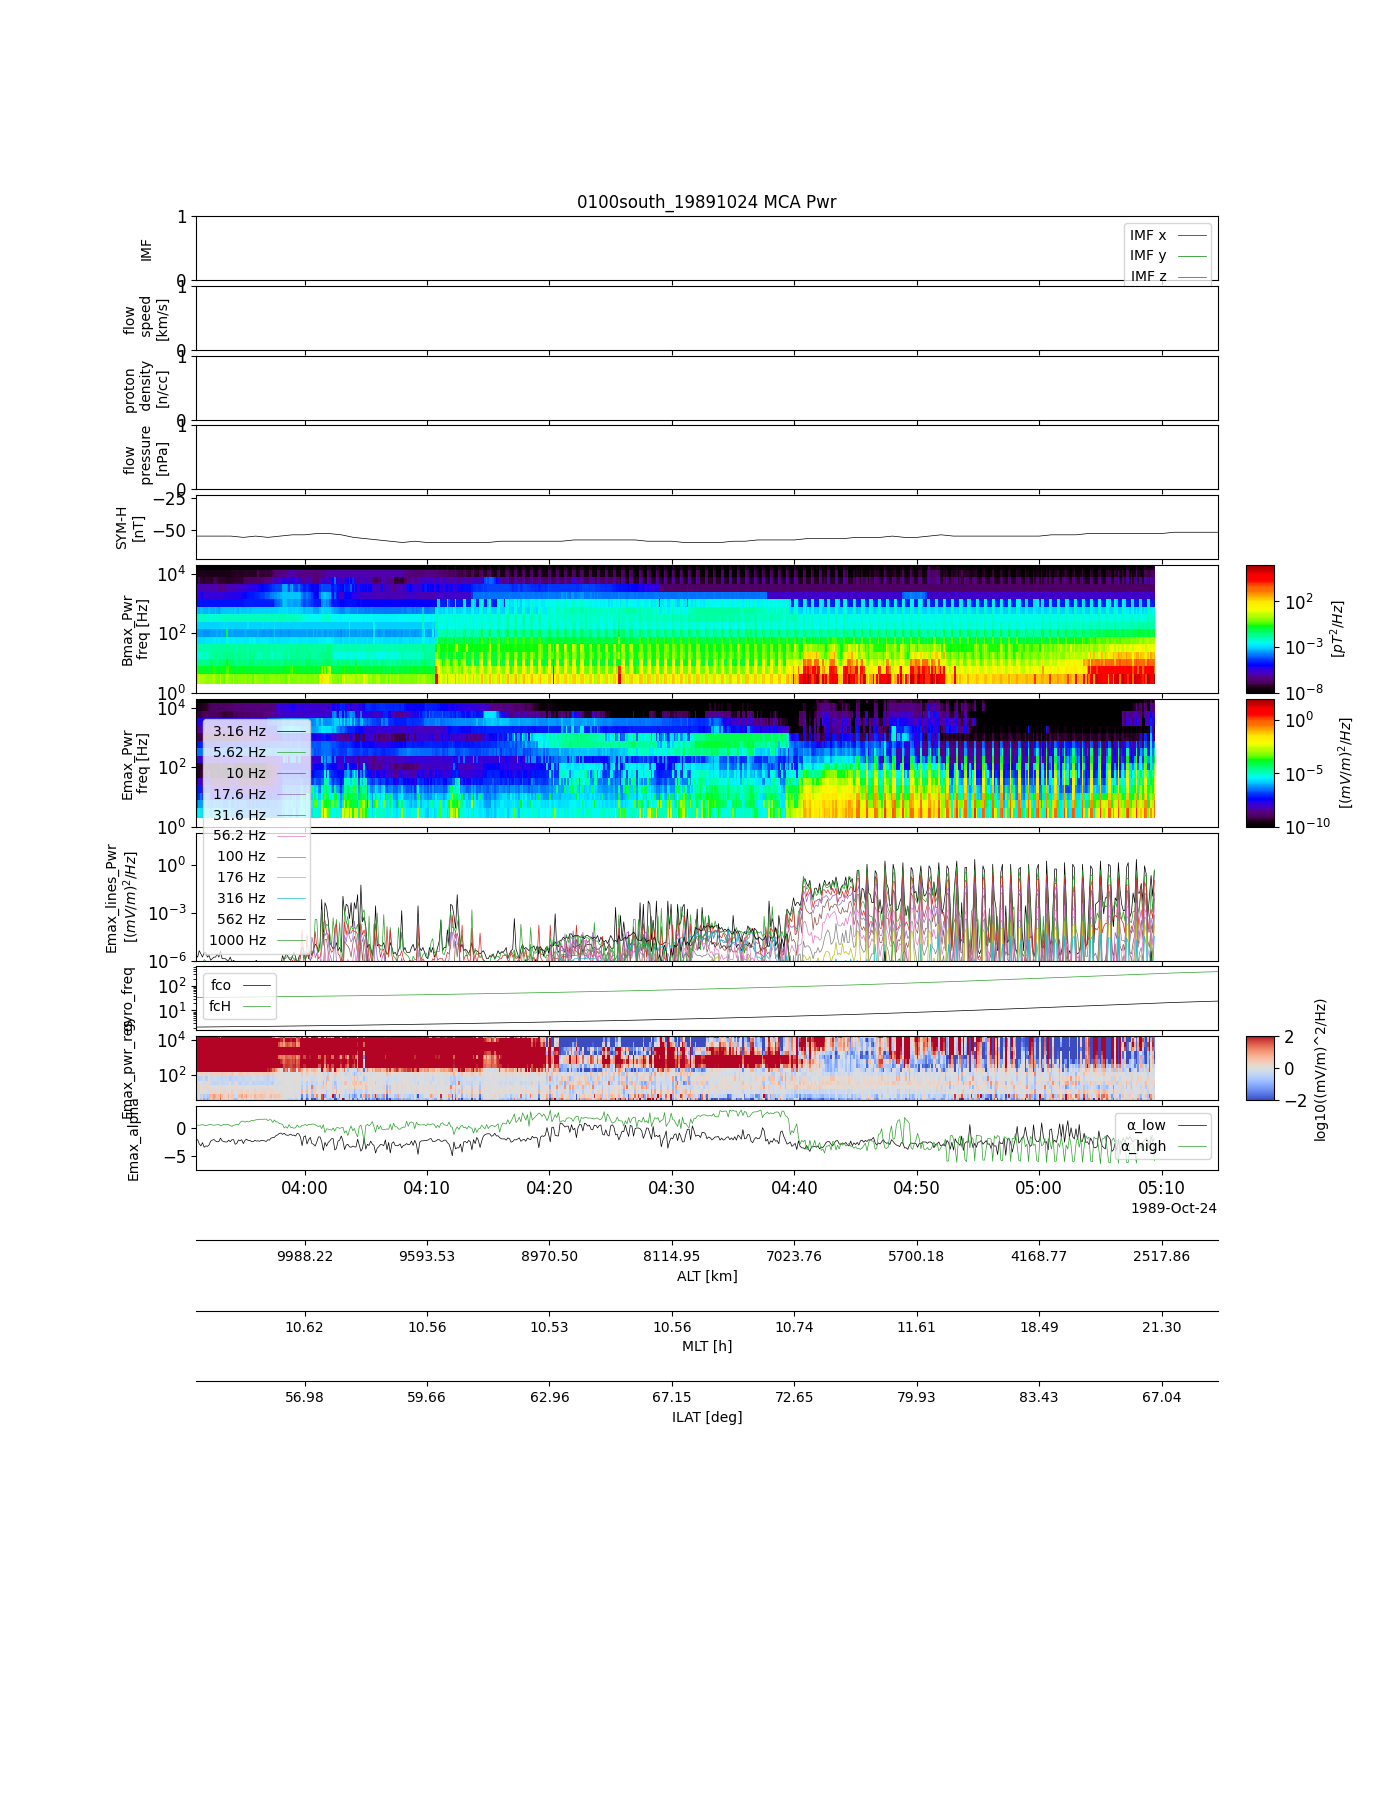 0100south_19891024 MCA Pwr
1
0
IMF
IMF x
IMF y
IMF z
1
0
flow
speed
[km/s]
1
0
proton
density
[n/cc]
1
0
flow
pressure
[nPa]
−25
−50
SYM-H
[nT]
10^4
10^2
10^0
Bmax_Pwr
freq [Hz]
10^2
10^-3
10^-8
[pT^2/Hz]
10^4
10^2
10^0
Emax_Pwr
freq [Hz]
10^0
10^-5
10^-10
[(mV/m)^2/Hz]
3.16 Hz
5.62 Hz
10 Hz
17.6 Hz
31.6 Hz
56.2 Hz
100 Hz
176 Hz
316 Hz
562 Hz
1000 Hz
10^0
10^-3
10^-6
Emax_lines_Pwr
[(mV/m)^2/Hz]
10^2
10^1
fco
fcH
10^4
10^2
2
0
−2
log10((mV/m)^2/Hz)
0
−5
Emax_alpha
α_low
α_high
04:00 04:10 04:20 04:30 04:40 04:50 05:00 05:10
1989-Oct-24
9988.22 9593.53 8970.50 8114.95 7023.76 5700.18 4168.77 2517.86
ALT [km]
10.62 10.56 10.53 10.56 10.74 11.61 18.49 21.30
MLT [h]
56.98 59.66 62.96 67.15 72.65 79.93 83.43 67.04
ILAT [deg]